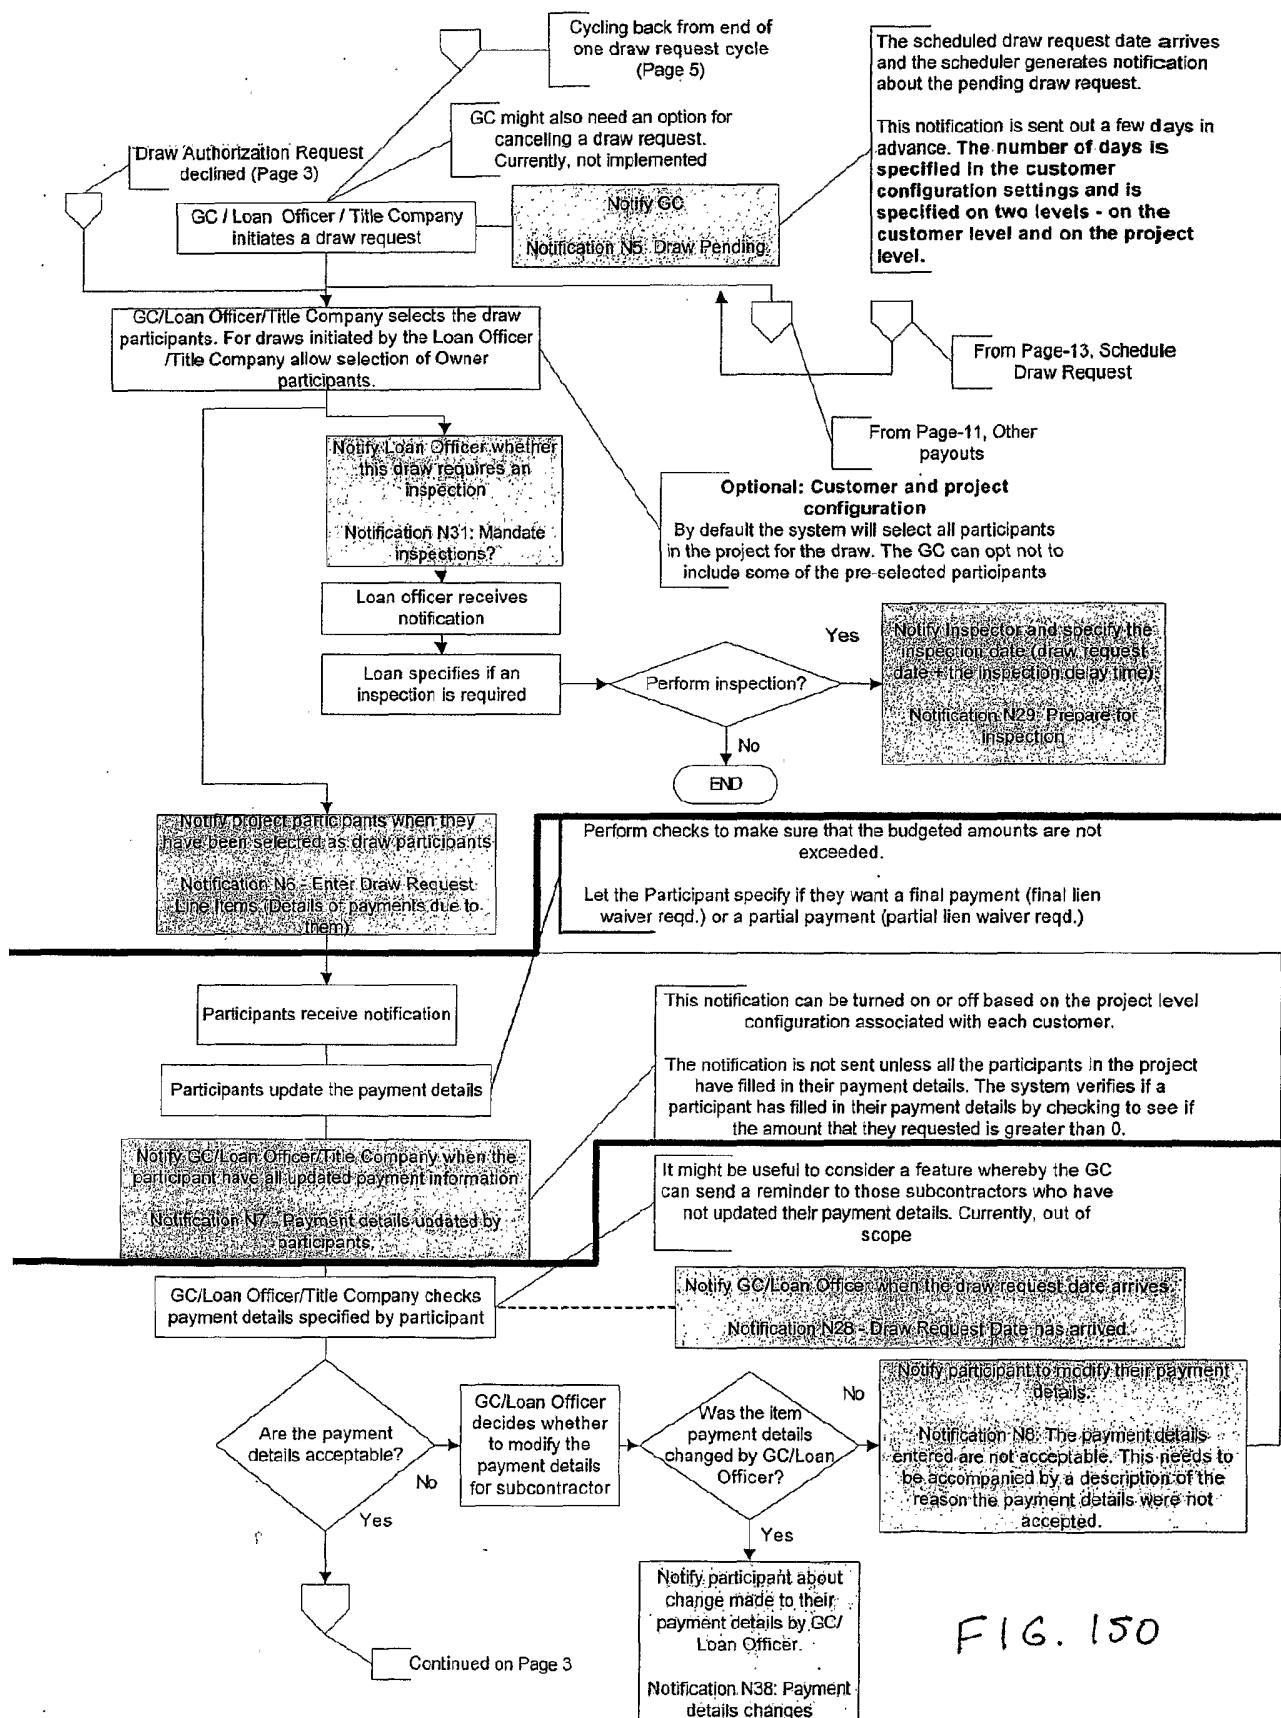 Cycling back from end of
one draw request cycle
(Page 5)
The scheduled draw request date arrives
and the scheduler generates notification
about the pending draw request.
This notification is sent out a few days in
advance. The number of days is
specified in the customer
configuration settings and is
specified on two levels - on the
customer level and on the project
level.
GC might also need an option for
canceling a draw request.
Currently, not implemented
Draw Authorization Request
declined (Page 3)
GC / Loan Officer / Title Company
initiates a draw request
Notify GC
Notification N5: Draw Pending.
GC/Loan Officer/Title Company selects the draw
participants. For draws initiated by the Loan Officer
/Title Company allow selection of Owner
participants.
From Page-13, Schedule
Draw Request
From Page-11, Other
payouts
Notify Loan Officer whether
this draw requires an
inspection
Notification N31: Mandate
inspections?
Optional: Customer and project
configuration
By default the system will select all participants
in the project for the draw. The GC can opt not to
include some of the pre-selected participants
Loan officer receives
notification
Loan specifies if an
inspection is required
Perform inspection?
Yes
Notify Inspector and specify the
inspection date (draw request
date + the inspection delay time)
Notification N29: Prepare for
inspection
No
END
Notify project participants when they
have been selected as draw participants
Notification N6 - Enter Draw Request
Line Items (Details of payments due to
them)
Perform checks to make sure that the budgeted amounts are not
exceeded.
Let the Participant specify if they want a final payment (final lien
waiver reqd.) or a partial payment (partial lien waiver reqd.)
Participants receive notification
Participants update the payment details
This notification can be turned on or off based on the project level
configuration associated with each customer.
The notification is not sent unless all the participants in the project
have filled in their payment details. The system verifies if a
participant has filled in their payment details by checking to see if
the amount that they requested is greater than 0.
Notify GC/Loan Officer/Title Company when the
participant have all updated payment information
Notification N7 - Payment details updated by
participants.
It might be useful to consider a feature whereby the GC
can send a reminder to those subcontractors who have
not updated their payment details. Currently, out of
scope
GC/Loan Officer/Title Company checks
payment details specified by participant
Notify GC/Loan Officer when the draw request date arrives.
Notification N28 - Draw Request Date has arrived.
Are the payment
details acceptable?
No
Yes
GC/Loan Officer
decides whether
to modify the
payment details
for subcontractor
Was the item
payment details
changed by GC/Loan
Officer?
No
Yes
Notify participant to modify their payment
details.
Notification N8: The payment details
entered are not acceptable. This needs to
be accompanied by a description of the
reason the payment details were not
accepted.
Notify participant about
change made to their
payment details by GC/
Loan Officer.
Notification N38: Payment
details changes
Continued on Page 3
FIG. 150